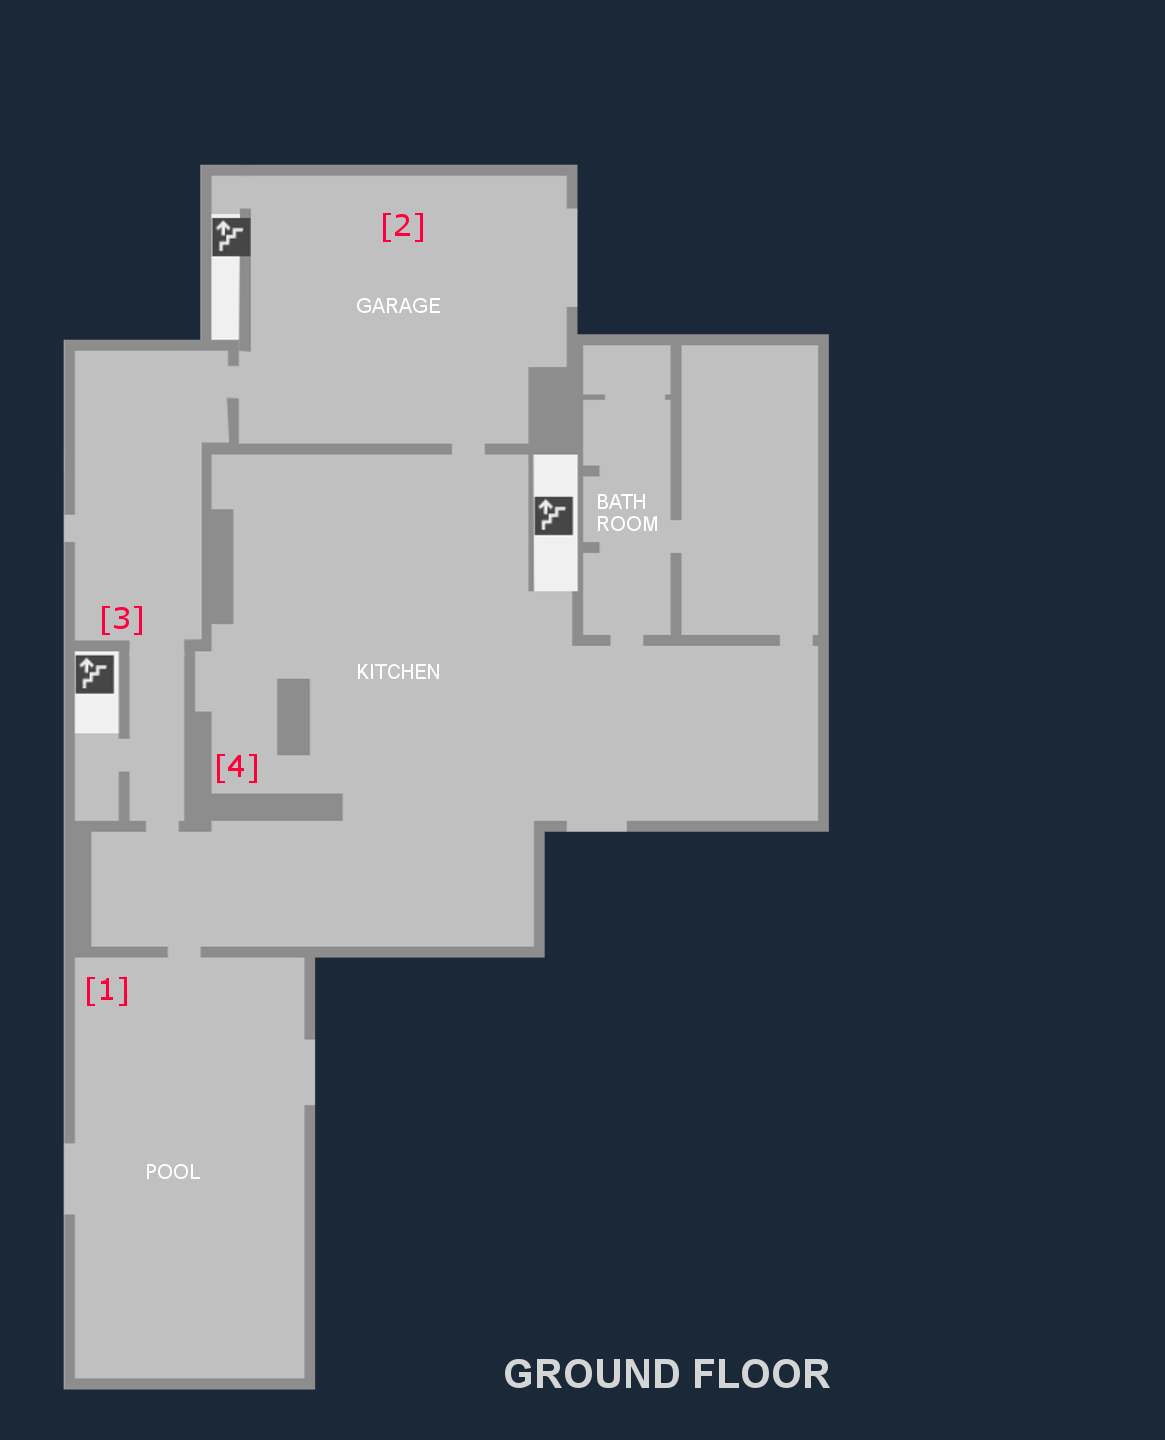 [2]
GARAGE
BATH
ROOM
[3]
KITCHEN
[4]
[1]
POOL
GROUND FLOOR